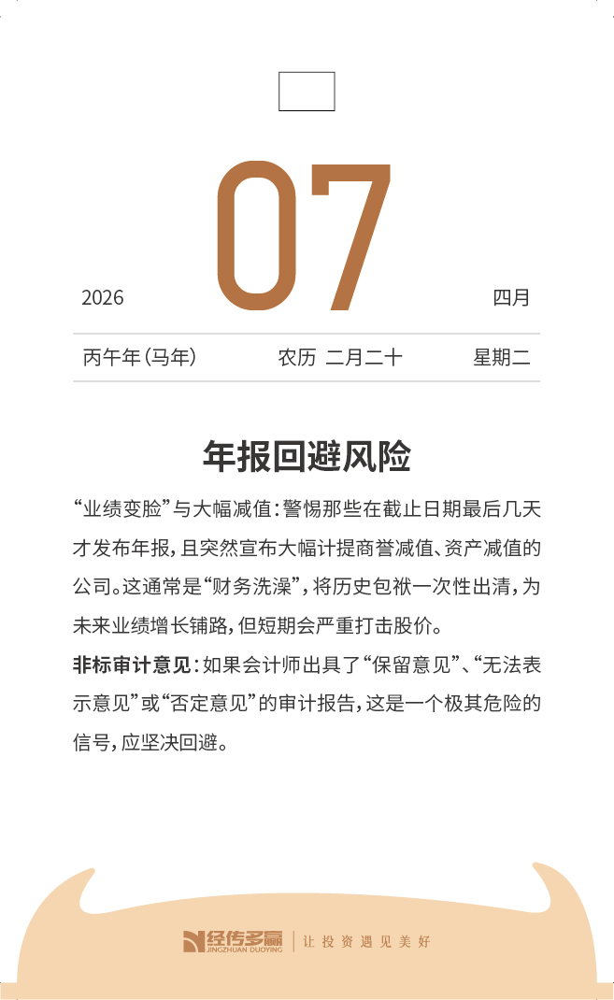 07
2026
四月
丙午年(马年)
农历 二月二十
星期二
年报回避风险
“业绩变脸”与大幅减值：警惕那些在截止日期最后几天
才发布年报，且突然宣布大幅计提商誉减值、资产减值的
公司。这通常是“财务洗澡”，将历史包袱一次性出清，为
未来业绩增长铺路，但短期会严重打击股价。
非标审计意见：如果会计师出具了“保留意见”、“无法表
示意见”或“否定意见”的审计报告，这是一个极其危险的
信号，应坚决回避。
经传多赢
JINGZHUAN DUOYING
让投资遇见美好